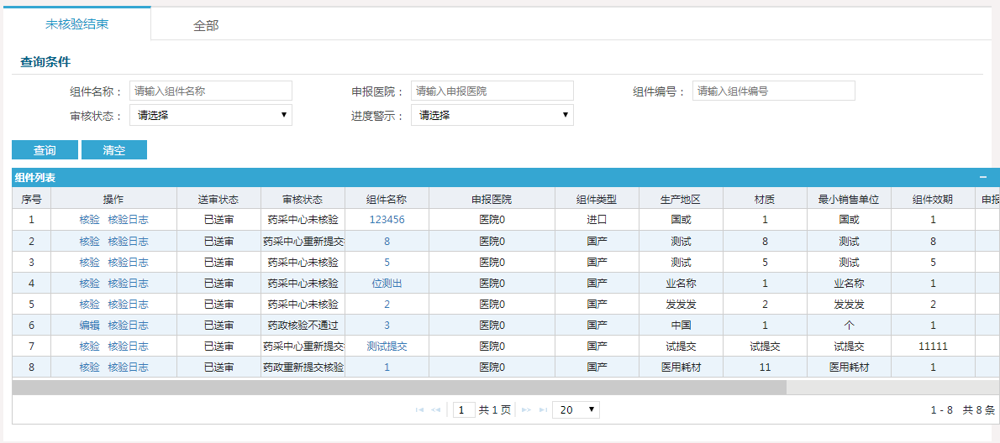 未核验结束 全部
查询条件
组件名称： 请输入组件名称 申报医院： 请输入申报医院 组件编号： 请输入组件编号
审核状态： 请选择 进度警示： 请选择
查询 清空
组件列表
序号 操作 送审状态 审核状态 组件名称 申报医院 组件类型 生产地区 材质 最小销售单位 组件效期 申报
1 核验 核验日志 已送审 药采中心未核验 123456 医院0 进口 国或 1 国或 1
2 核验 核验日志 已送审 药采中心重新提交 8 医院0 国产 测试 8 测试 8
3 核验 核验日志 已送审 药采中心未核验 5 医院0 国产 测试 5 测试 5
4 核验 核验日志 已送审 药采中心未核验 位测出 医院0 国产 业名称 1 业名称 1
5 核验 核验日志 已送审 药采中心未核验 2 医院0 国产 发发发 2 发发发 2
6 编辑 核验日志 已送审 药政核验不通过 3 医院0 国产 中国 1 个 1
7 核验 核验日志 已送审 药采中心重新提交 测试提交 医院0 国产 试提交 试提交 试提交 11111
8 核验 核验日志 已送审 药政重新提交核验 1 医院0 国产 医用耗材 11 医用耗材 1
1 共 1 页 20 1 - 8 共 8 条